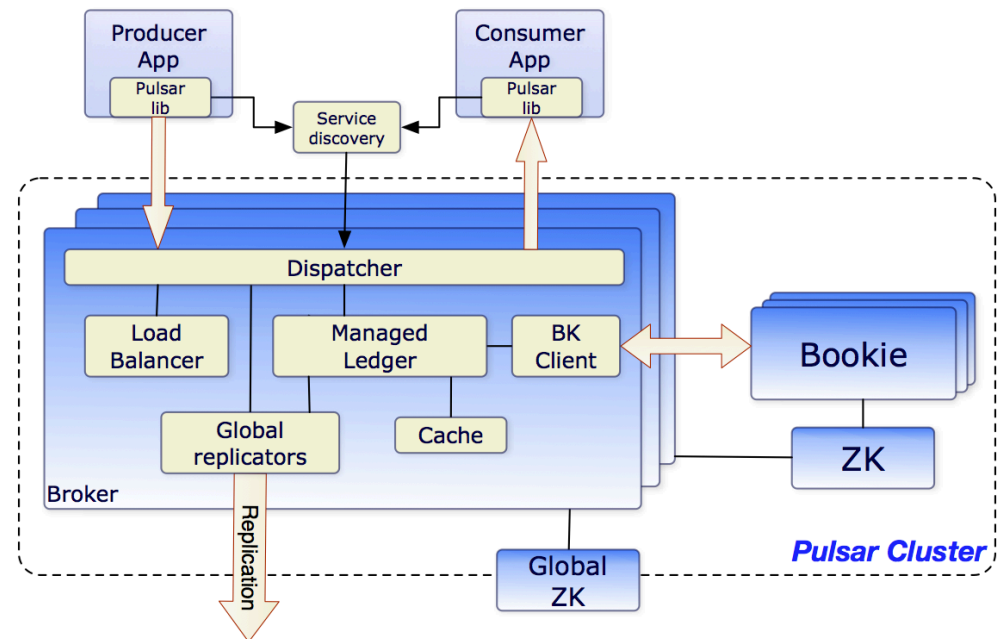 Producer
App
Pulsar
lib
Consumer
App
Pulsar
lib
Service
discovery
Dispatcher
Load
Balancer
Managed
Ledger
BK
Client
Bookie
Global
replicators
Cache
ZK
Broker
Replication
Pulsar Cluster
Global
ZK